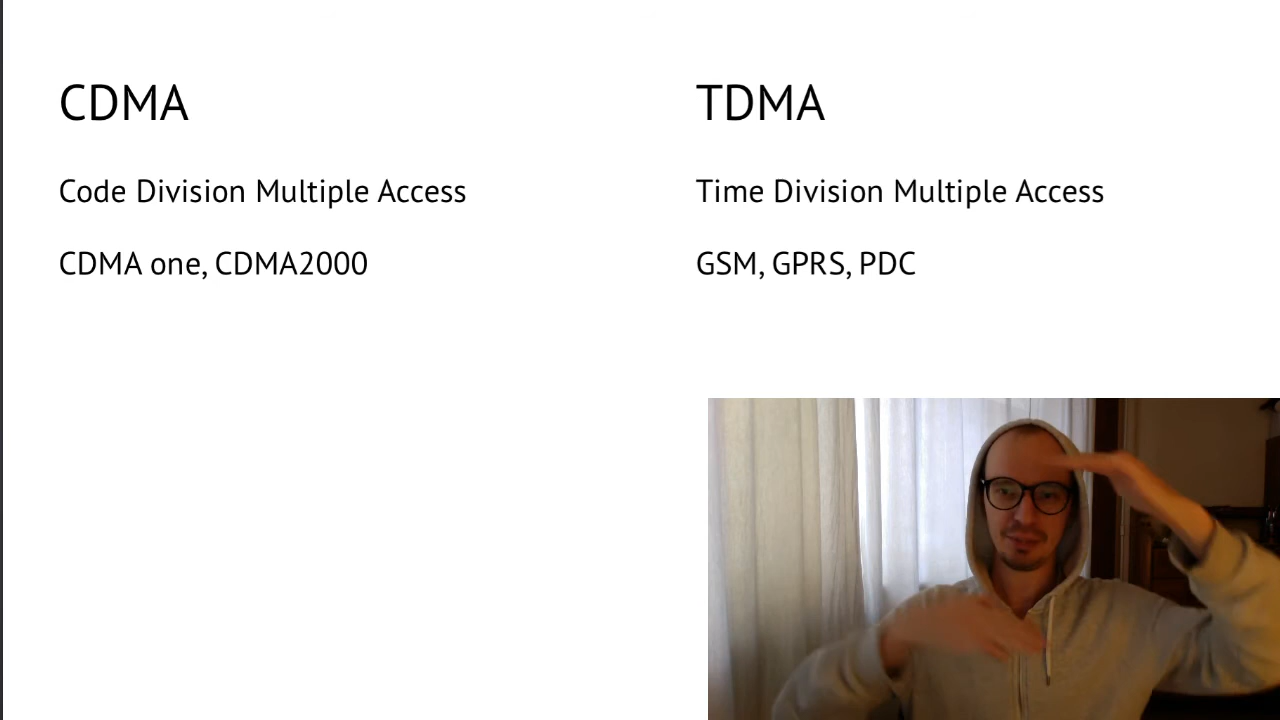 CDMA
Code Division Multiple Access
CDMA one, CDMA2000
TDMA
Time Division Multiple Access
GSM, GPRS, PDC